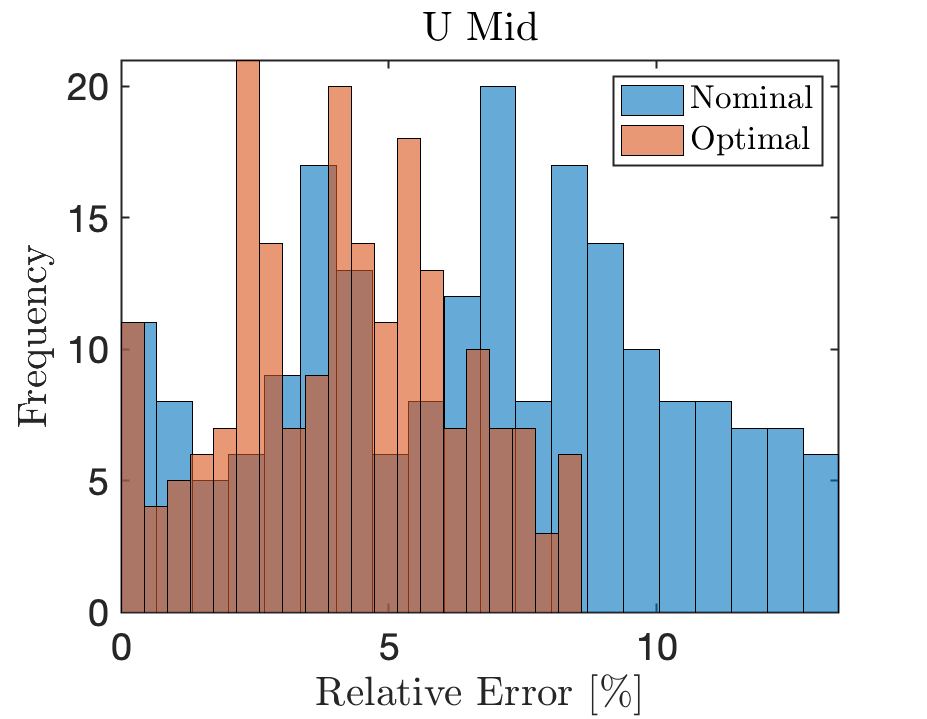 U Mid
Nominal
Optimal
20
15
10
5
0
Frequency
0 5 10
Relative Error [%]